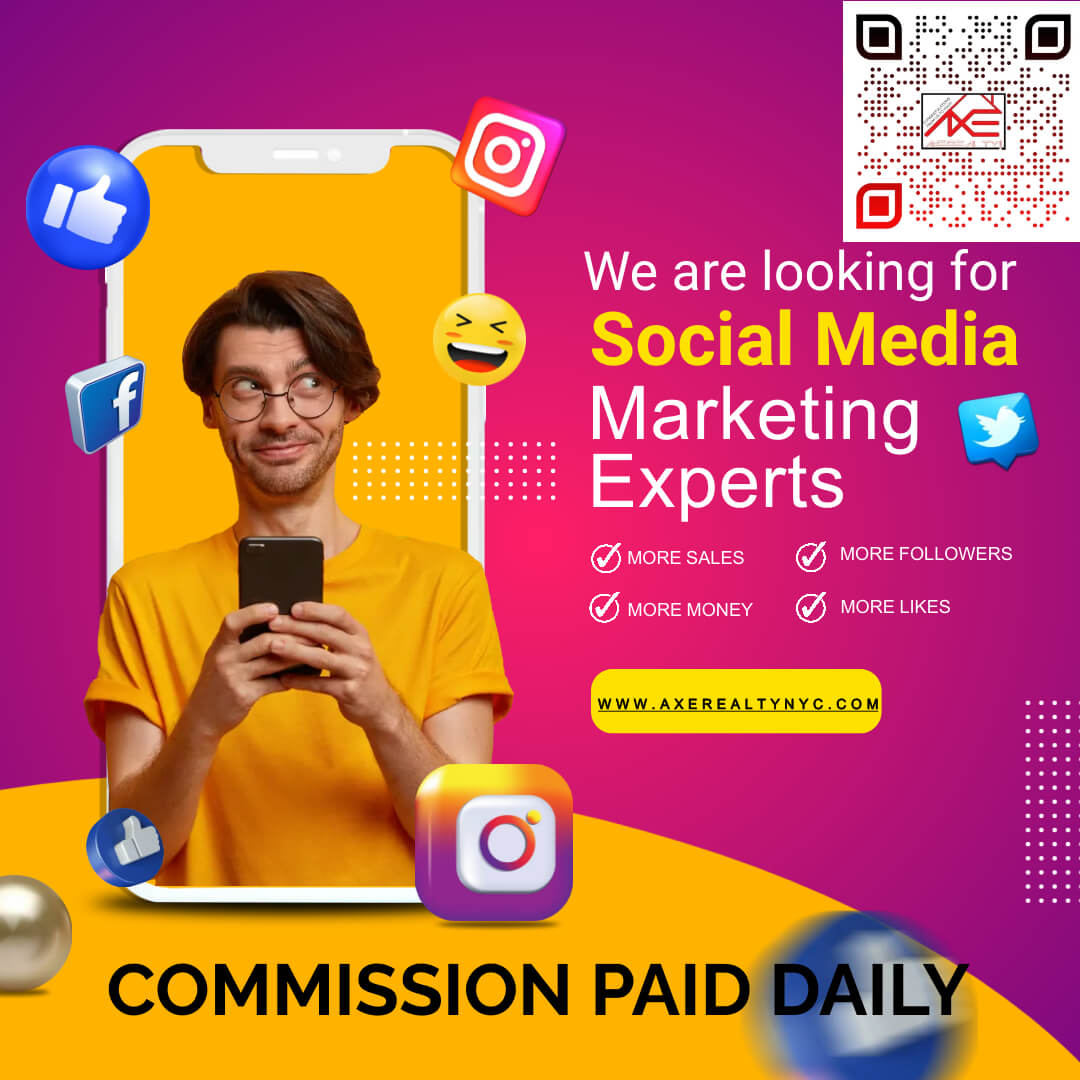 AXE
We are looking for
Social Media
Marketing
Experts
MORE SALES
MORE FOLLOWERS
MORE MONEY
MORE LIKES
WWW.AXEREALTYNYC.COM
COMMISSION PAID DAILY